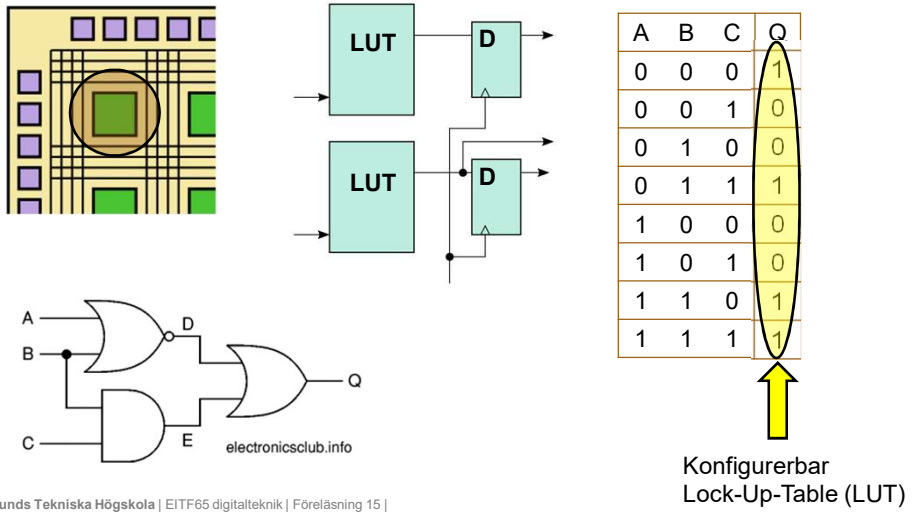 LUT
D
LUT
D
A B C Q
0 0 0 1
0 0 1 0
0 1 0 0
0 1 1 1
1 0 0 0
1 0 1 0
1 1 0 1
1 1 1 1
A
B
C
D
E
Q
electronicsclub.info
Konfigurerbar
Lock-Up-Table (LUT)
unds Tekniska Högskola | EITF65 digitalteknik | Föreläsning 15 |